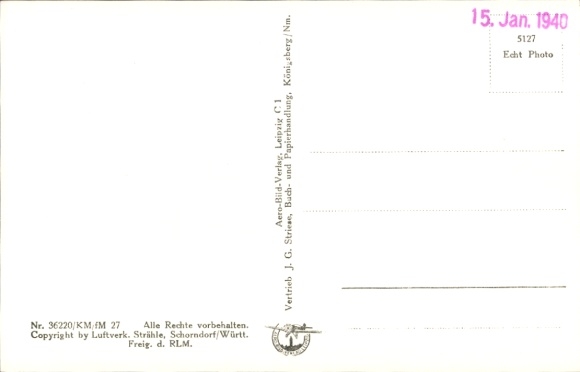 15. Jan. 1940
5127
Echt Photo
Aero-Bild-Verlag, Leipzig C 1
Vertrieb J. G. Striese, Buch- und Papierhandlung, Königsberg/Nm.
Nr. 36220/KM/fM 27 Alle Rechte vorbehalten.
Copyright by Luftverk. Strähle, Schorndorf/Württ.
Freig. d. RLM.